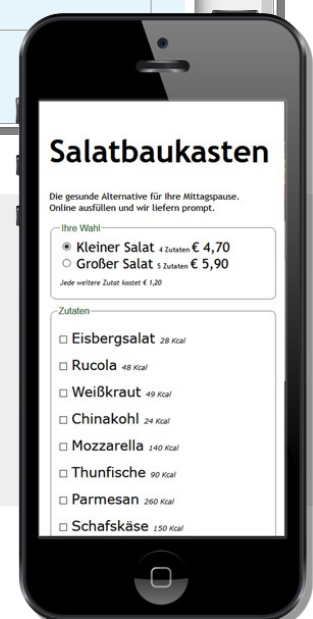 Salatbaukasten
Die gesunde Alternative für Ihre Mittagspause.
Online ausfüllen und wir liefern prompt.
Ihre Wahl
Kleiner Salat 4 Zutaten € 4,70
Großer Salat 5 Zutaten € 5,90
Jede weitere Zutat kostet € 1,20
Zutaten
Eisbergsalat 28 Kcal
Rucola 48 Kcal
Weißkraut 49 Kcal
Chinakohl 24 Kcal
Mozzarella 140 Kcal
Thunfische 90 Kcal
Parmesan 260 Kcal
Schafskäse 150 Kcal